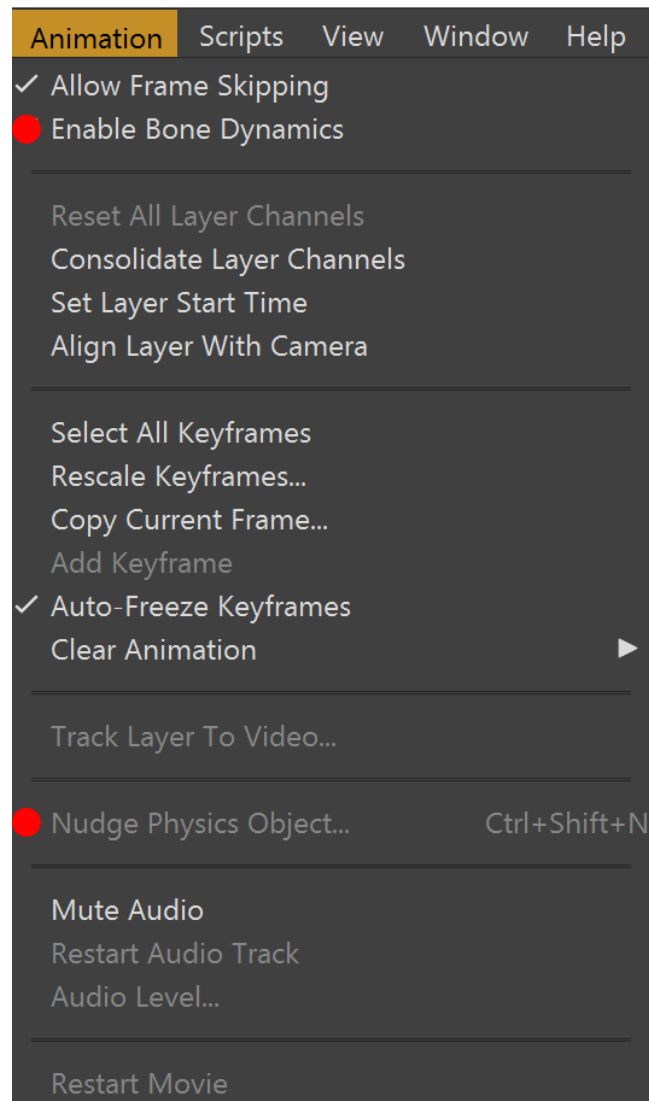 Animation Scripts View Window Help
Allow Frame Skipping
Enable Bone Dynamics
Reset All Layer Channels
Consolidate Layer Channels
Set Layer Start Time
Align Layer With Camera
Select All Keyframes
Rescale Keyframes...
Copy Current Frame...
Add Keyframe
Auto-Freeze Keyframes
Clear Animation
Track Layer To Video...
Nudge Physics Object... Ctrl+Shift+N
Mute Audio
Restart Audio Track
Audio Level...
Restart Movie